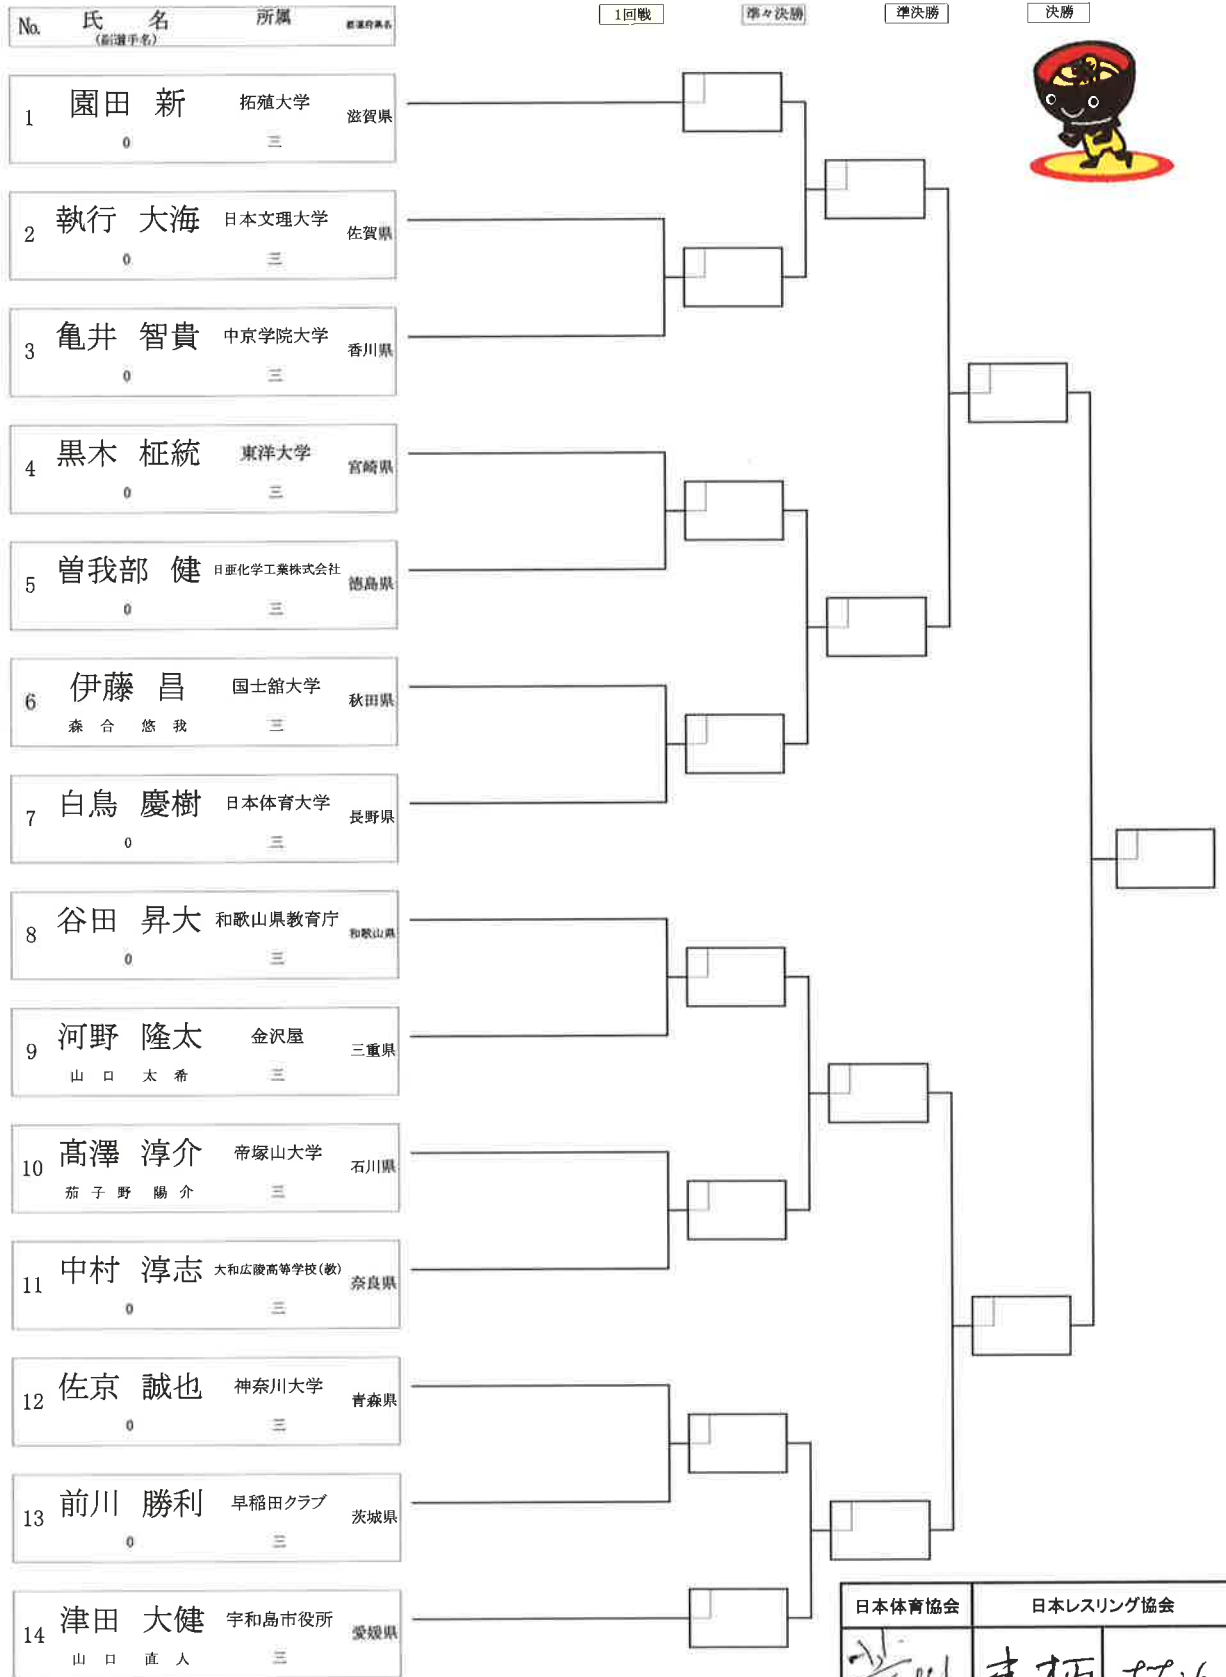 No. 氏 名 所属 都道府県名 1回戦 準々決勝 準決勝 決勝
(副選手名)
1 園田 新 拓殖大学 滋賀県
0 三
2 執行 大海 日本文理大学 佐賀県
0 三
3 亀井 智貴 中京学院大学 香川県
0 三
4 黒木 柾統 東洋大学 宮崎県
0 三
5 曽我部 健 日亜化学工業株式会社 徳島県
0 三
6 伊藤 昌 国士舘大学 秋田県
森合 悠我 三
7 白鳥 慶樹 日本体育大学 長野県
0 三
8 谷田 昇大 和歌山県教育庁 和歌山県
0 三
9 河野 隆太 金沢屋 三重県
山口 太希 三
10 髙澤 淳介 帝塚山大学 石川県
茄子野 陽介 三
11 中村 淳志 大和広陵高等学校(教) 奈良県
0 三
12 佐京 誠也 神奈川大学 青森県
0 三
13 前川 勝利 早稲田クラブ 茨城県
0 三
14 津田 大健 宇和島市役所 愛媛県
山口 直人 三
日本体育協会 日本レスリング協会